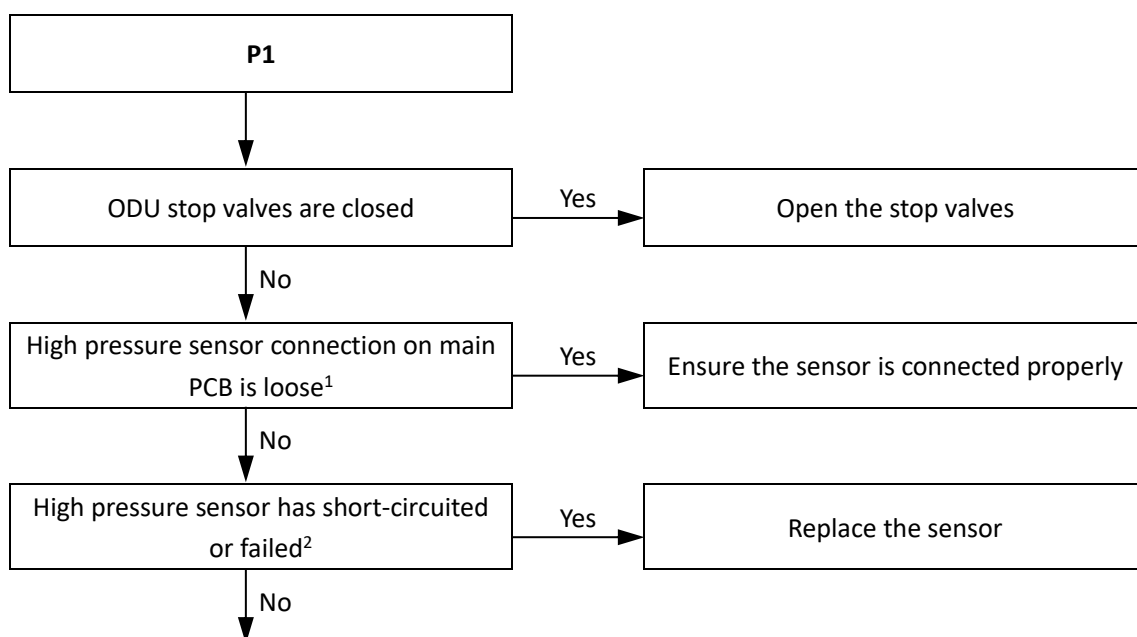 P1
ODU stop valves are closed
Yes
Open the stop valves
No
High pressure sensor connection on main
PCB is loose¹
Yes
Ensure the sensor is connected properly
No
High pressure sensor has short-circuited
or failed²
Yes
Replace the sensor
No